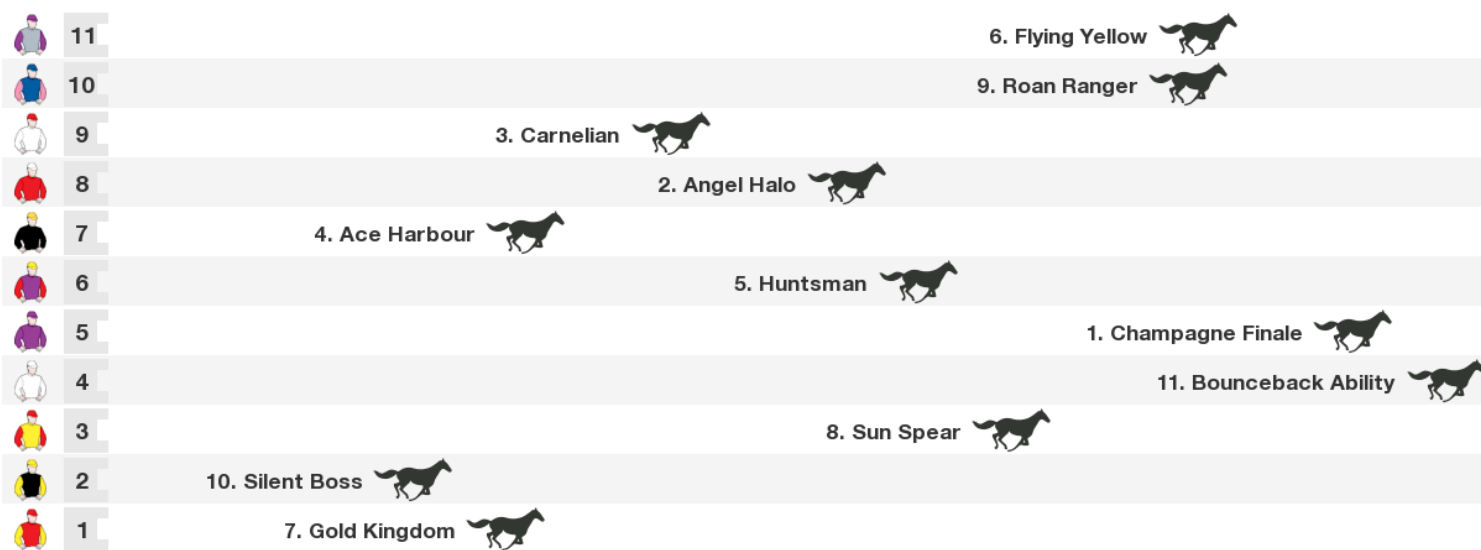 11 6. Flying Yellow
10 9. Roan Ranger
9 3. Carnelian
8 2. Angel Halo
7 4. Ace Harbour
6 5. Huntsman
5 1. Champagne Finale
4 11. Bounceback Ability
3 8. Sun Spear
2 10. Silent Boss
1 7. Gold Kingdom